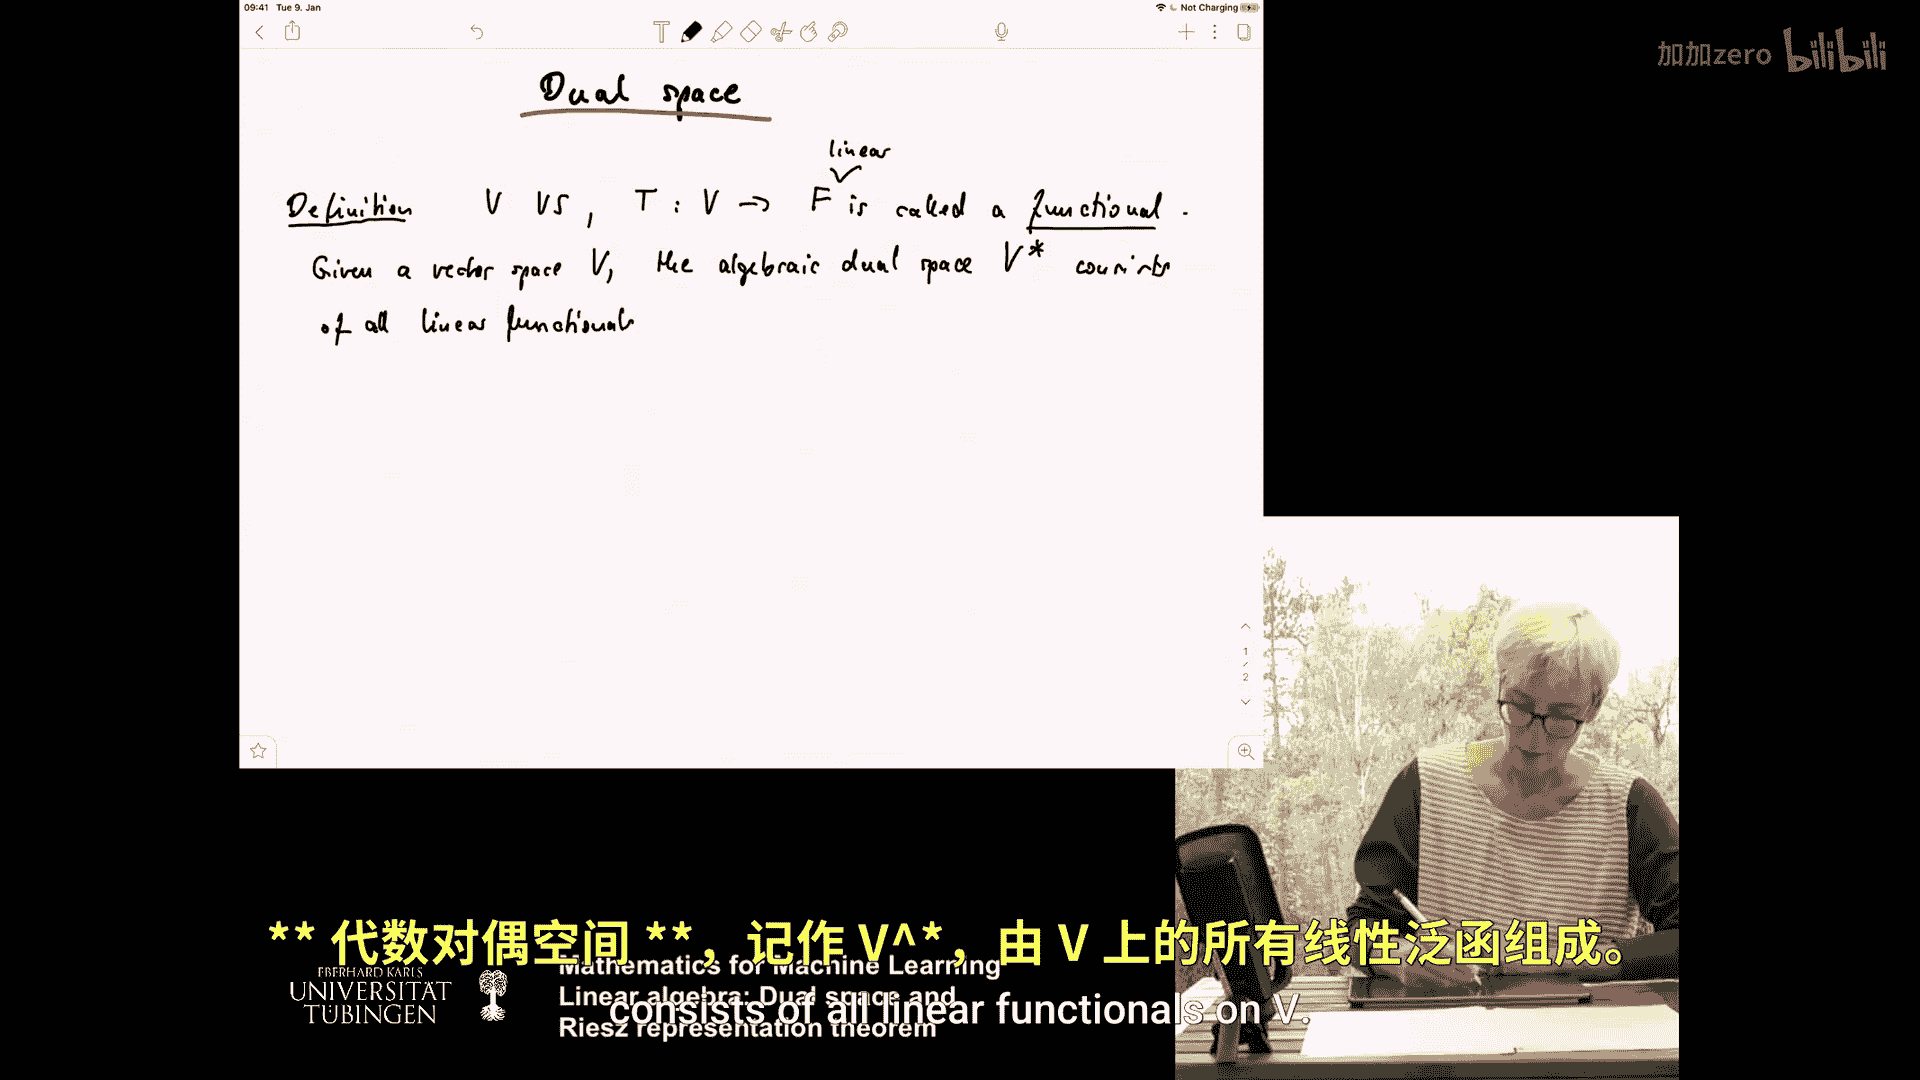 09:41 Tue 9. Jan
Not Charging
加加zero bilibili
Dual space
linear
Definition V VS, T : V → F is called a functional.
Given a vector space V, the algebraic dual space V* consists
of all linear functionals
1
/
2
** 代数对偶空间 **，记作 V^*，由 V 上的所有线性泛函组成。
EBERHARD KARLS
UNIVERSITÄT
TÜBINGEN
Mathematics for Machine Learning
Linear algebra: Dual space and
Riesz representation theorem
consists of all linear functionals on V.